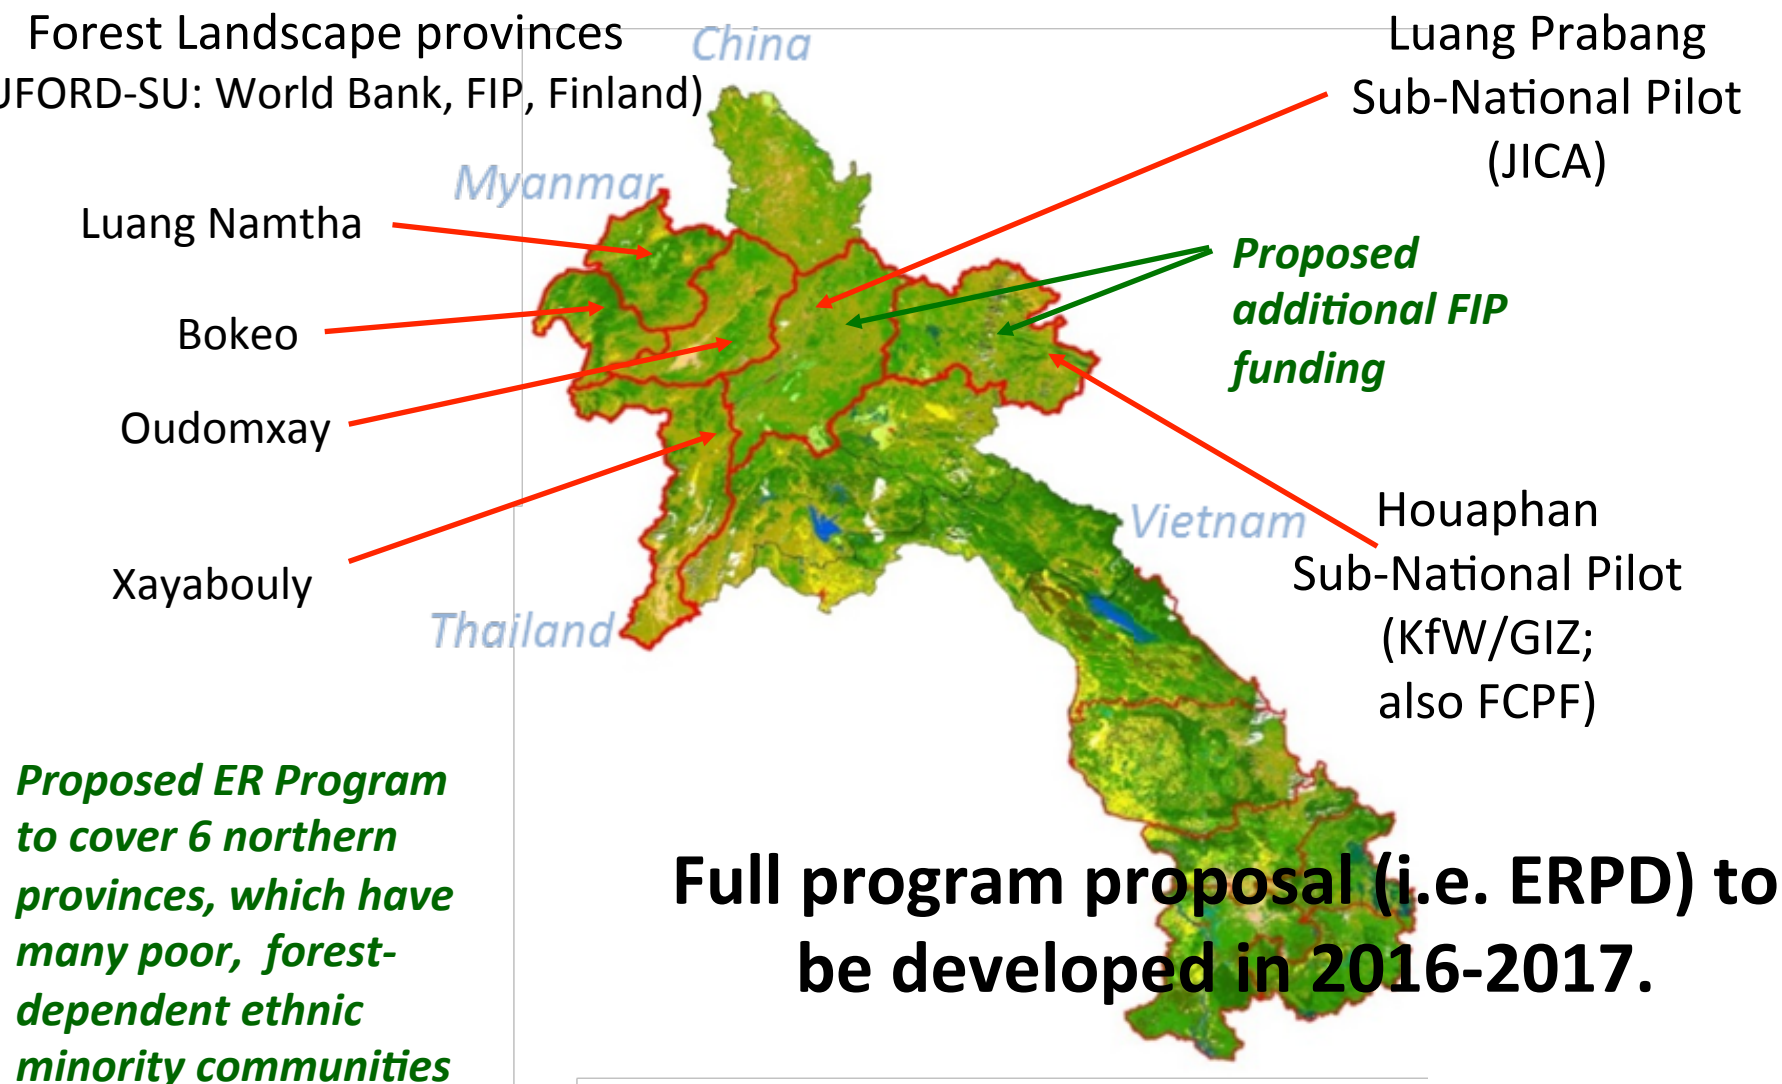 Forest Landscape provinces
UFORD-SU: World Bank, FIP, Finland)
China
Luang Prabang
Sub-National Pilot
(JICA)
Myanmar
Luang Namtha
Bokeo
Oudomxay
Xayabouly
Proposed
additional FIP
funding
Vietnam
Thailand
Houaphan
Sub-National Pilot
(KfW/GIZ;
also FCPF)
Proposed ER Program
to cover 6 northern
provinces, which have
many poor, forest-
dependent ethnic
minority communities
Full program proposal (i.e. ERPD) to
be developed in 2016-2017.